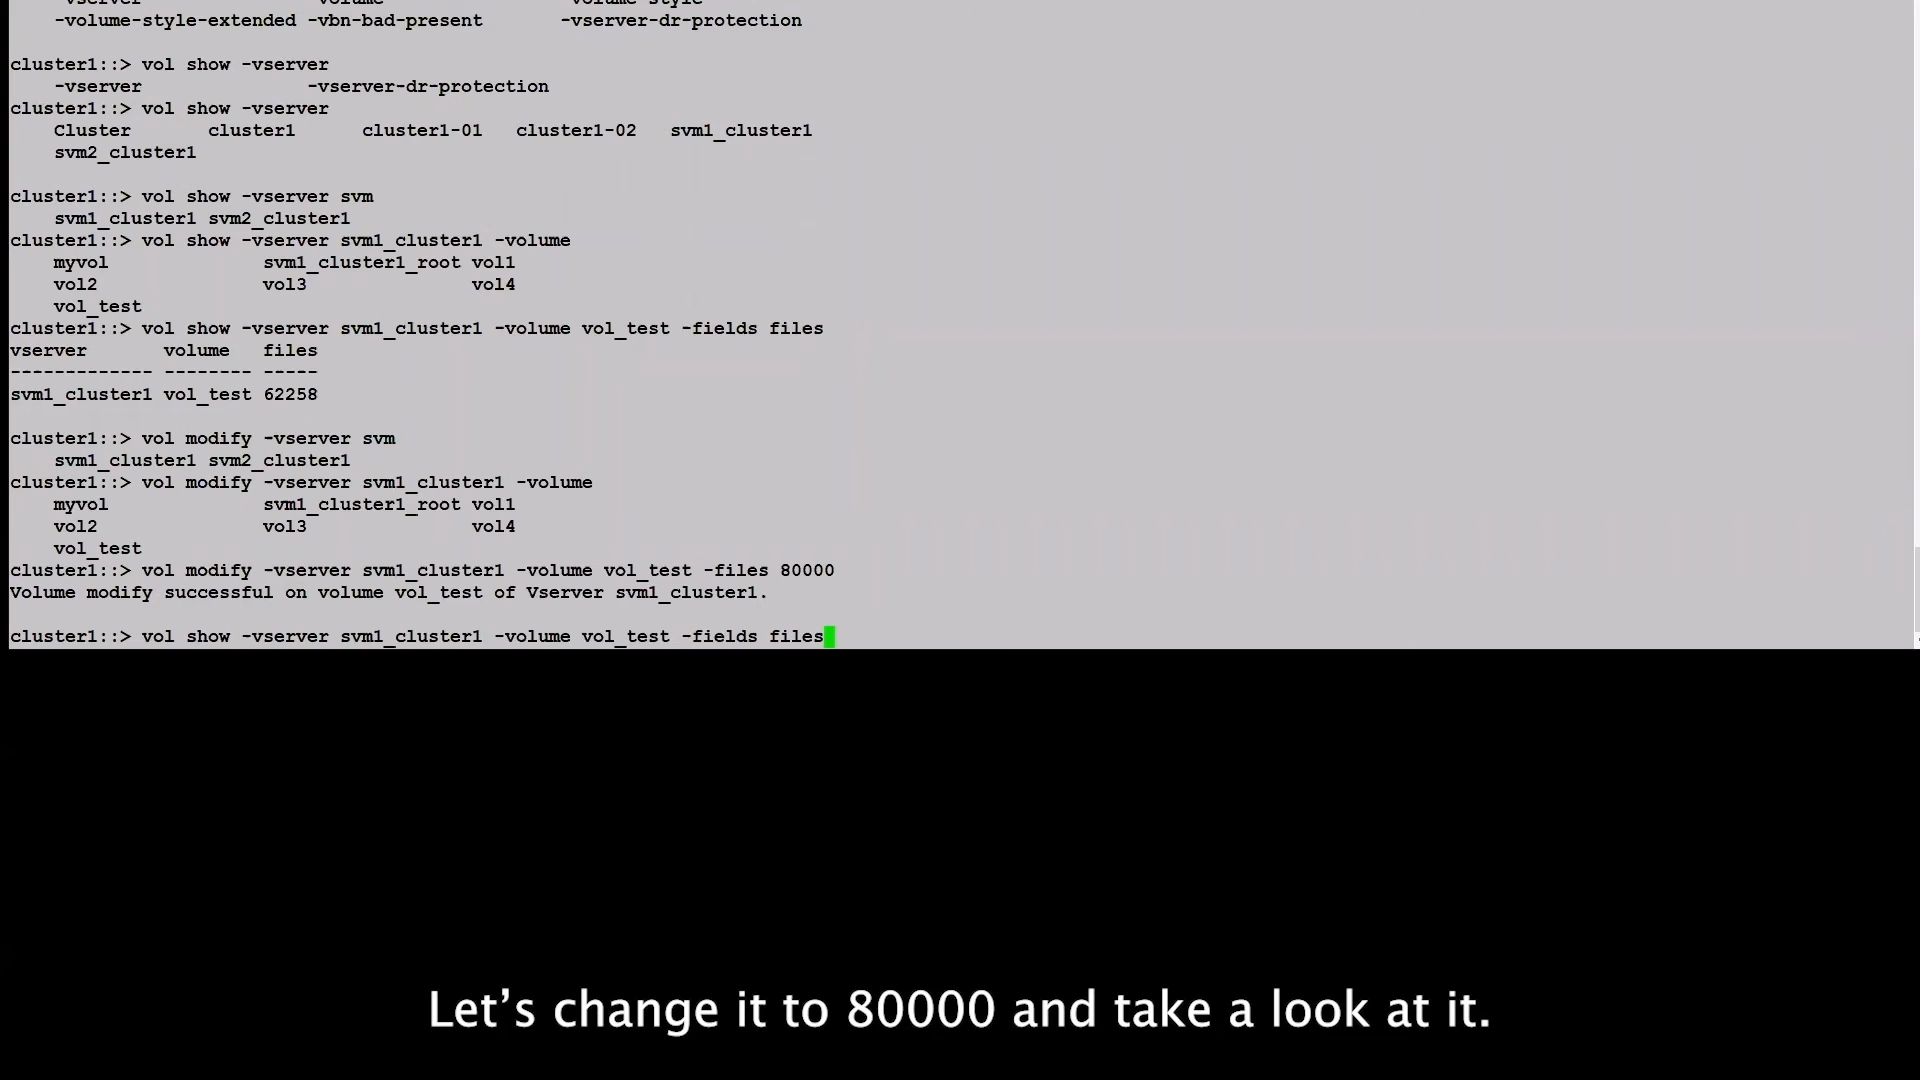 -vserver -volume -volume-style
-volume-style-extended -vbn-bad-present -vserver-dr-protection
cluster1::> vol show -vserver
-vserver -vserver-dr-protection
cluster1::> vol show -vserver
Cluster cluster1 cluster1-01 cluster1-02 svm1_cluster1
svm2_cluster1
cluster1::> vol show -vserver svm
svm1_cluster1 svm2_cluster1
cluster1::> vol show -vserver svm1_cluster1 -volume
myvol svm1_cluster1_root vol1
vol2 vol3 vol4
vol_test
cluster1::> vol show -vserver svm1_cluster1 -volume vol_test -fields files
vserver volume files
------------- -------- -----
svm1_cluster1 vol_test 62258
cluster1::> vol modify -vserver svm
svm1_cluster1 svm2_cluster1
cluster1::> vol modify -vserver svm1_cluster1 -volume
myvol svm1_cluster1_root vol1
vol2 vol3 vol4
vol_test
cluster1::> vol modify -vserver svm1_cluster1 -volume vol_test -files 80000
Volume modify successful on volume vol_test of Vserver svm1_cluster1.
cluster1::> vol show -vserver svm1_cluster1 -volume vol_test -fields files
Let’s change it to 80000 and take a look at it.